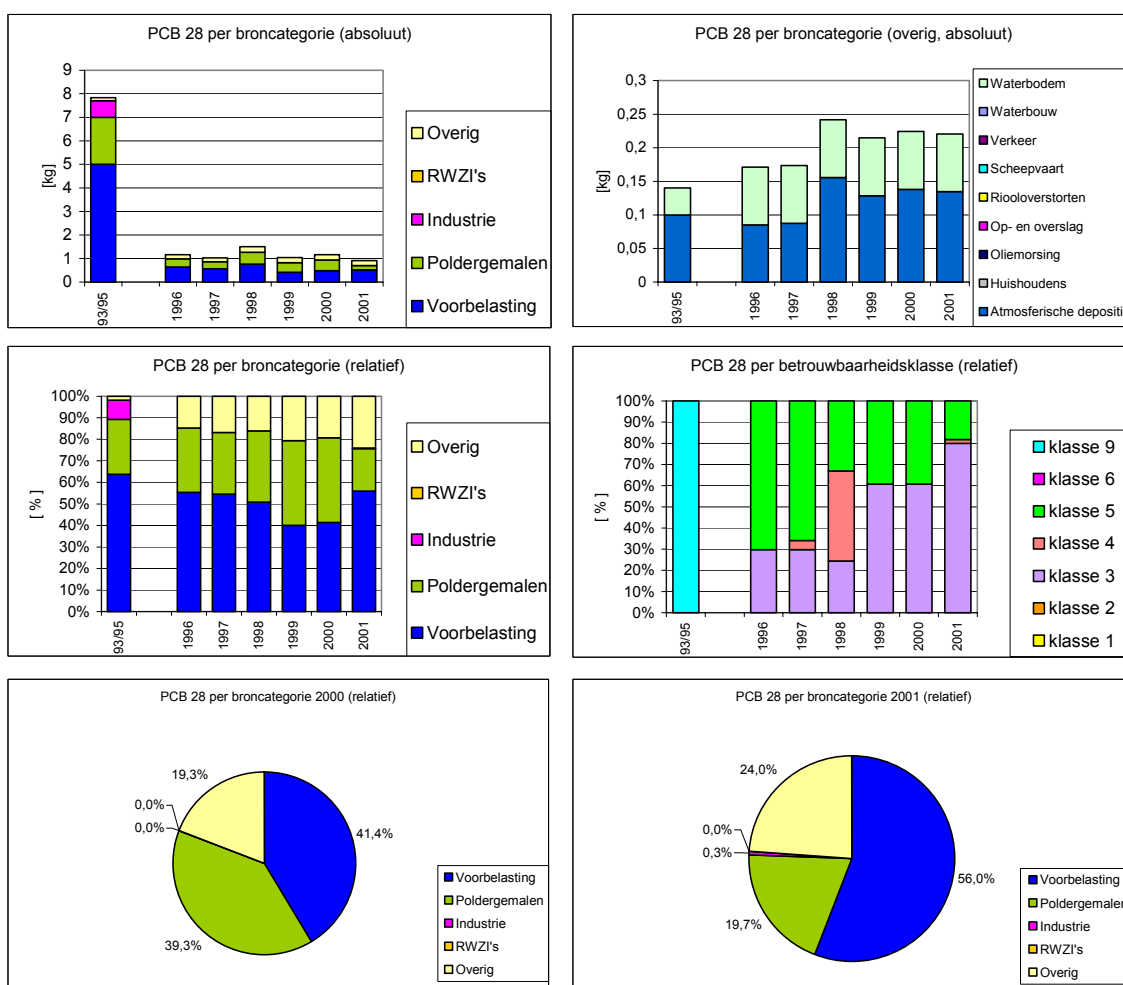 PCB 28 per broncategorie (absoluut)
9
8
7
6
5
4
3
2
1
0
[kg]
93/95
1996
1997
1998
1999
2000
2001
Overig
RWZI's
Industrie
Poldergemalen
Voorbelasting
PCB 28 per broncategorie (overig, absoluut)
0,3
0,25
0,2
0,15
0,1
0,05
0
[kg]
93/95
1996
1997
1998
1999
2000
2001
Waterbodem
Waterbouw
Verkeer
Scheepvaart
Riooloverstorten
Op- en overslag
Oliemorsing
Huishoudens
Atmosferische depositi
PCB 28 per broncategorie (relatief)
100%
90%
80%
70%
60%
50%
40%
30%
20%
10%
0%
[ % ]
93/95
1996
1997
1998
1999
2000
2001
Overig
RWZI's
Industrie
Poldergemalen
Voorbelasting
PCB 28 per betrouwbaarheidsklasse (relatief)
100%
90%
80%
70%
60%
50%
40%
30%
20%
10%
0%
[ % ]
93/95
1996
1997
1998
1999
2000
2001
klasse 9
klasse 6
klasse 5
klasse 4
klasse 3
klasse 2
klasse 1
PCB 28 per broncategorie 2000 (relatief)
19,3%
0,0%
0,0%
41,4%
39,3%
Voorbelasting
Poldergemalen
Industrie
RWZI's
Overig
PCB 28 per broncategorie 2001 (relatief)
24,0%
0,0%
0,3%
56,0%
19,7%
Voorbelasting
Poldergemalen
Industrie
RWZI's
Overig